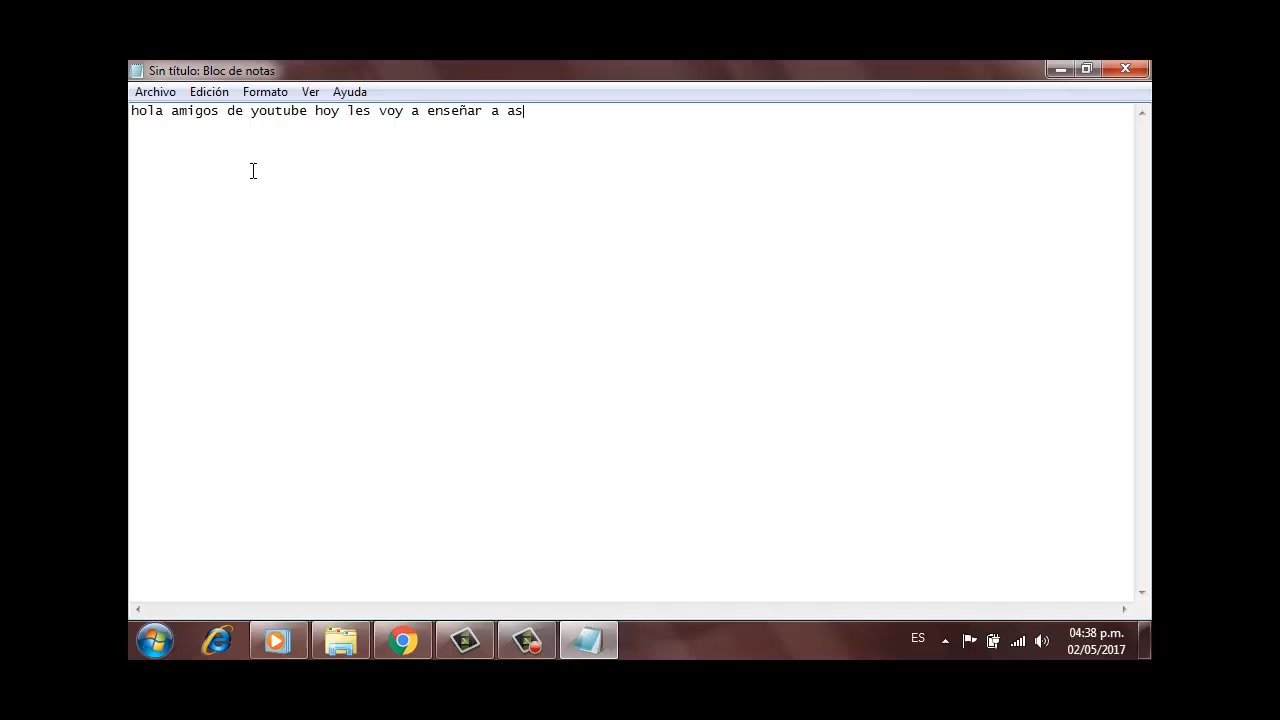 Sin título: Bloc de notas
Archivo Edición Formato Ver Ayuda
hola amigos de youtube hoy les voy a enseñar a as
ES
04:38 p.m.
02/05/2017